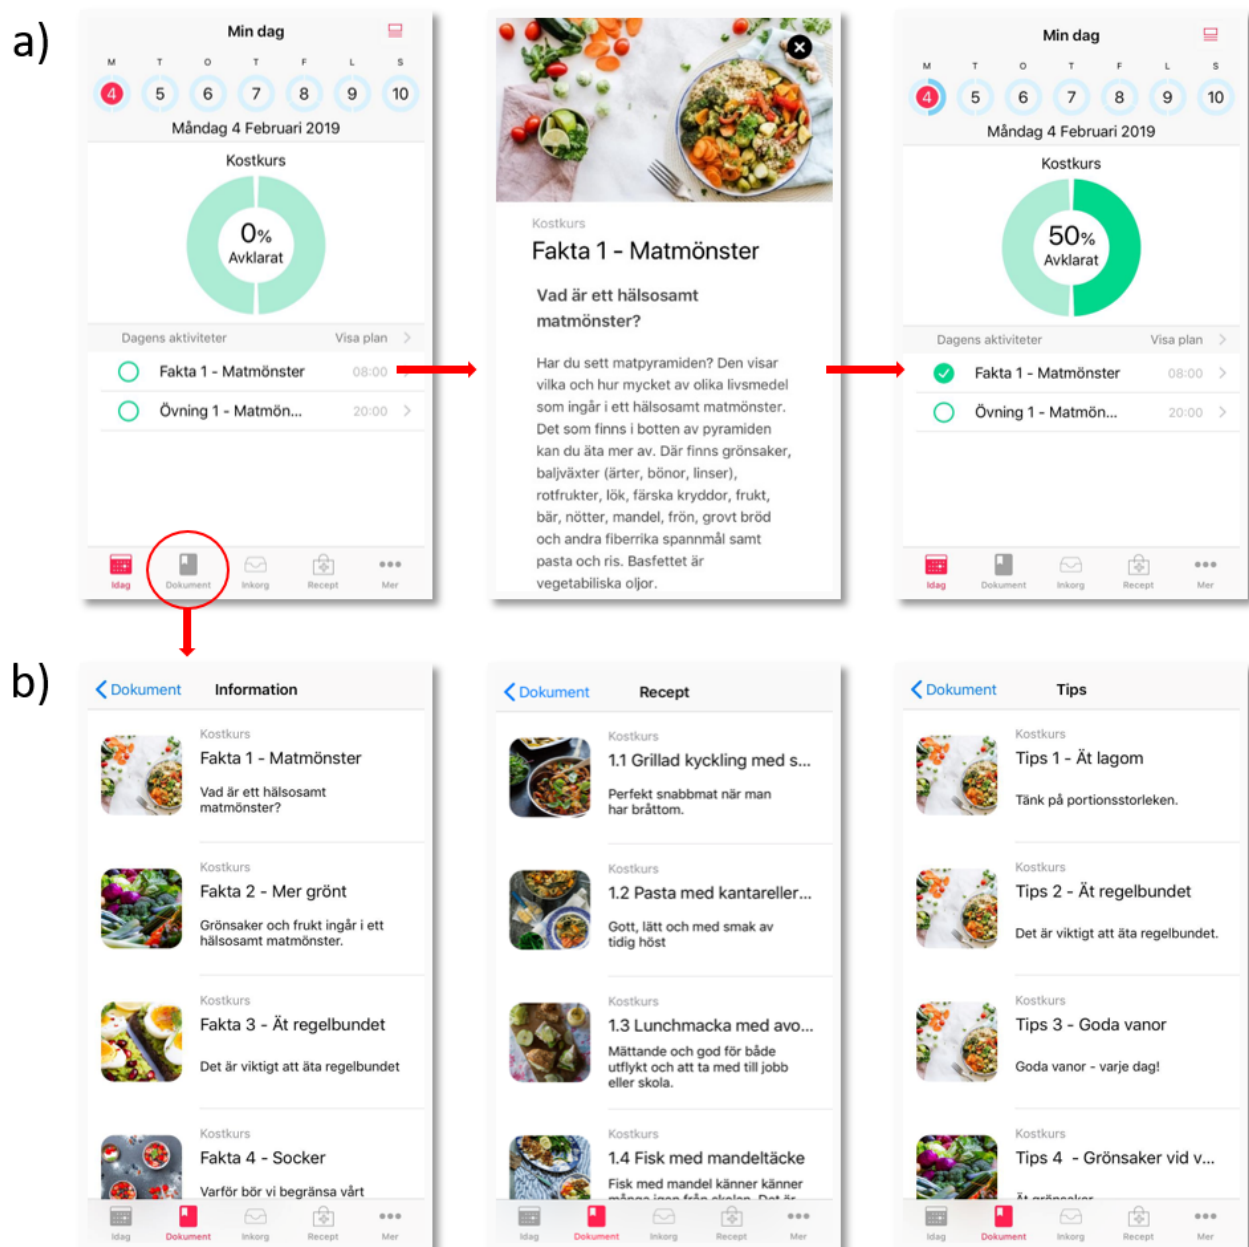 a)
Min dag
M T O T F L S
4 5 6 7 8 9 10
Måndag 4 Februari 2019
Kostkurs
0%
Avklarat
Dagens aktiviteter Visa plan
Fakta 1 - Matmönster 08:00
Övning 1 - Matmön... 20:00
Idag Dokument Inkorg Recept Mer
Kostkurs
Fakta 1 - Matmönster
Vad är ett hälsosamt
matmönster?
Har du sett matpyramiden? Den visar
vilka och hur mycket av olika livsmedel
som ingår i ett hälsosamt matmönster.
Det som finns i botten av pyramiden
kan du äta mer av. Där finns grönsaker,
baljväxter (ärter, bönor, linser),
rotfrukter, lök, färska kryddor, frukt,
bär, nötter, mandel, frön, grovt bröd
och andra fiberrika spannmål samt
pasta och ris. Basfettet är
vegetabiliska oljor.
Min dag
M T O T F L S
4 5 6 7 8 9 10
Måndag 4 Februari 2019
Kostkurs
50%
Avklarat
Dagens aktiviteter Visa plan
Fakta 1 - Matmönster 08:00
Övning 1 - Matmön... 20:00
Idag Dokument Inkorg Recept Mer
b)
Dokument Information
Kostkurs
Fakta 1 - Matmönster
Vad är ett hälsosamt
matmönster?
Kostkurs
Fakta 2 - Mer grönt
Grönsaker och frukt ingår i ett
hälsosamt matmönster.
Kostkurs
Fakta 3 - Ät regelbundet
Det är viktigt att äta regelbundet
Kostkurs
Fakta 4 - Socker
Varför bör vi begränsa vårt
Idag Dokument Inkorg Recept Mer
Dokument Recept
Kostkurs
1.1 Grillad kyckling med s...
Perfekt snabbmat när man
har bråttom.
Kostkurs
1.2 Pasta med kantareller...
Gott, lätt och med smak av
tidig höst
Kostkurs
1.3 Lunchmacka med avo...
Mättande och god för både
utflykt och att ta med till jobb
eller skola.
Kostkurs
1.4 Fisk med mandeltäcke
Fisk med mandel känner känner
många igen från skolan. Det är
Idag Dokument Inkorg Recept Mer
Dokument Tips
Kostkurs
Tips 1 - Ät lagom
Tänk på portionsstorleken.
Kostkurs
Tips 2 - Ät regelbundet
Det är viktigt att äta regelbundet.
Kostkurs
Tips 3 - Goda vanor
Goda vanor - varje dag!
Kostkurs
Tips 4 - Grönsaker vid v...
Ät grönsaker
Idag Dokument Inkorg Recept Mer